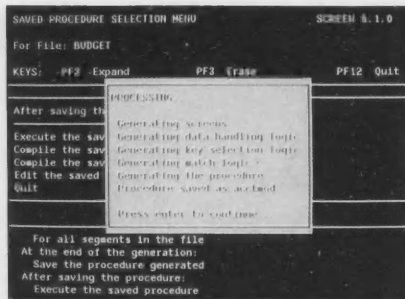 SAVED PROCEDURE SELECTION MENU SCREEN 6.1.0
For File: BUDGET
KEYS: PF2 Expand PF3 Erase PF12 Quit
After saving th
Execute the sav
Compile the sav
Compile the sav
Edit the saved
Quit
PROCESSING
Generating screens
Generating data handling logic
Generating key selection logic
Generating match logic
Generating the procedure
Procedure saved as acctmod
Press enter to continue
For all segments in the file
At the end of the generation:
Save the procedure generated
After saving the procedure:
Execute the saved procedure